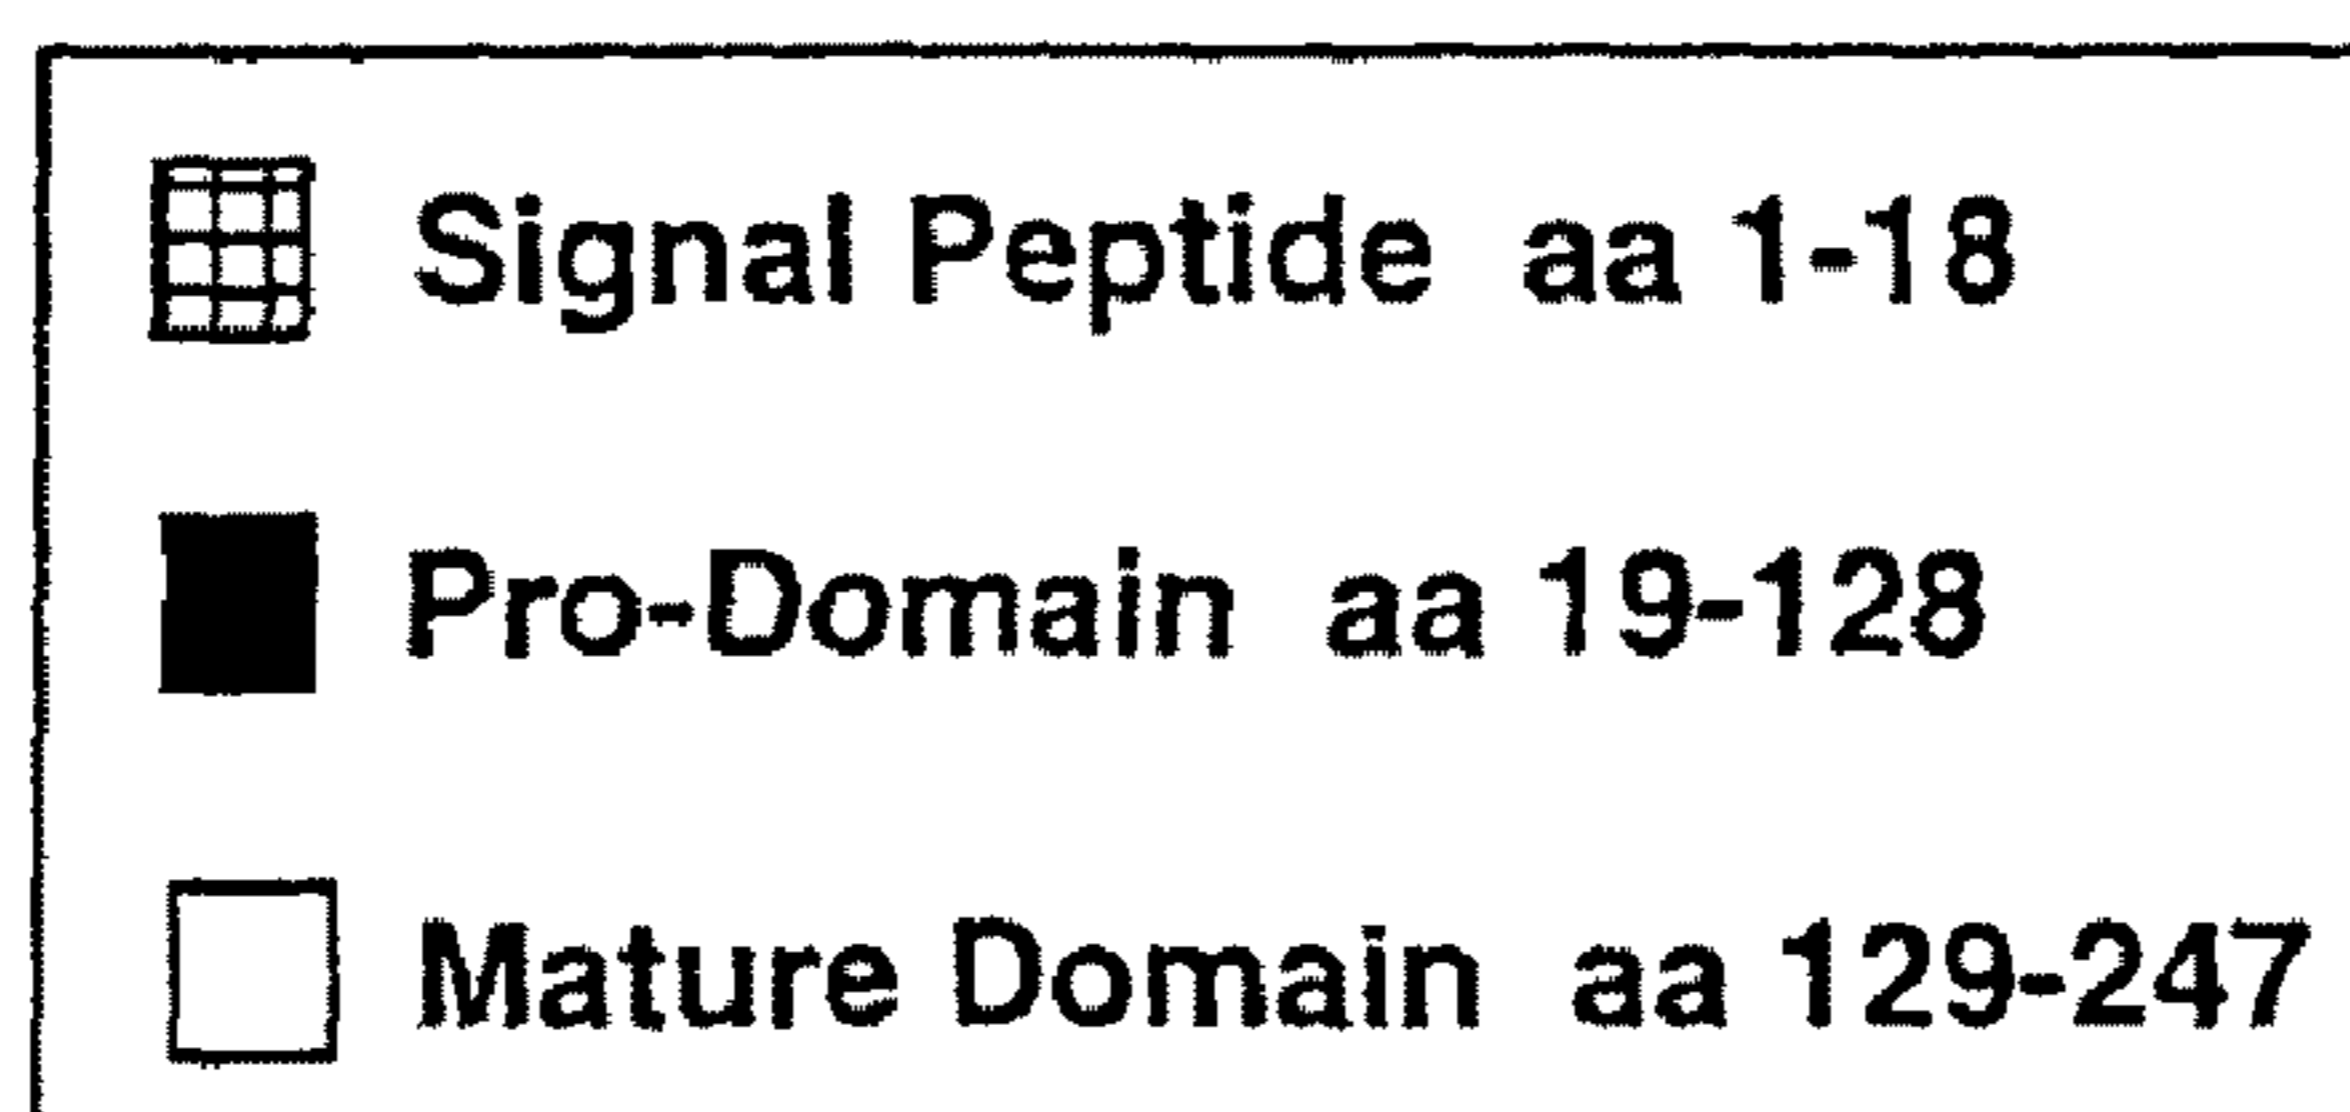 Signal Peptide aa 1-18
Pro-Domain aa 19-128
Mature Domain aa 129-247